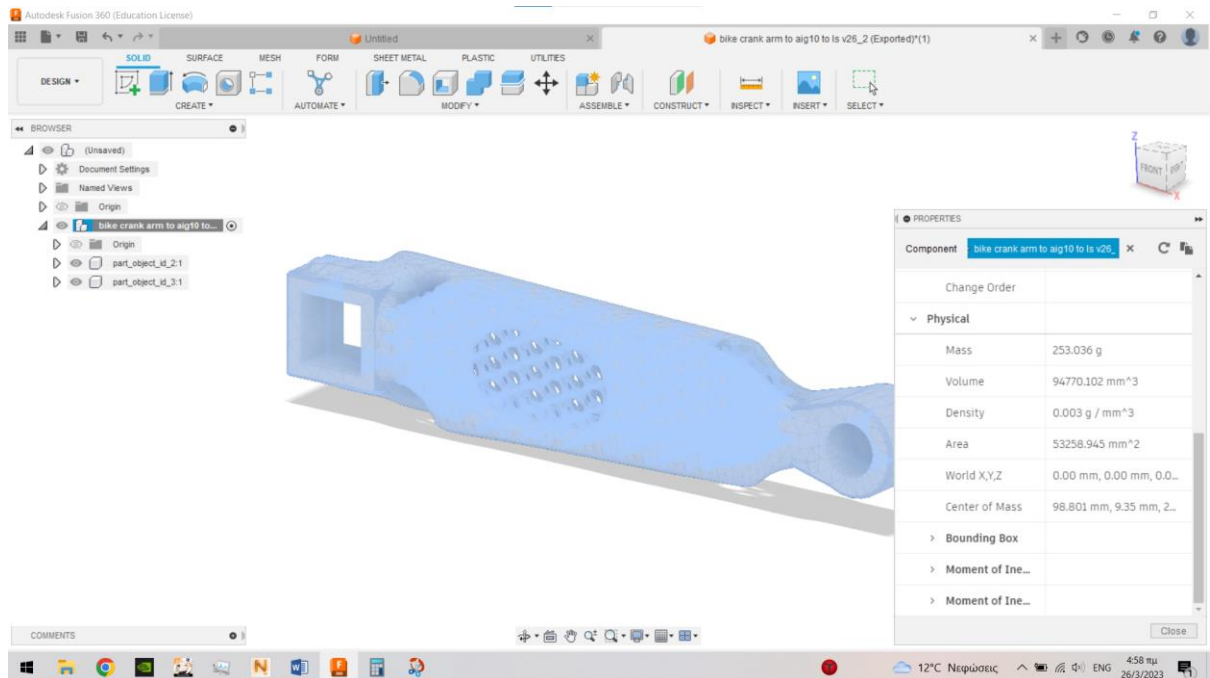 Autodesk Fusion 360 (Education License)
Untitled
bike crank arm to aig10 to ls v26_2 (Exported)*(1)
SOLID SURFACE MESH FORM SHEET METAL PLASTIC UTILITIES
DESIGN
CREATE AUTOMATE MODIFY ASSEMBLE CONSTRUCT INSPECT INSERT SELECT
BROWSER
(Unsaved)
Document Settings
Named Views
Origin
bike crank arm to aig10 to...
Origin
part_object_id_2:1
part_object_id_3:1
Z
FRONT
X
PROPERTIES
Component bike crank arm to aig10 to ls v26_
Change Order
Physical
Mass 253.036 g
Volume 94770.102 mm^3
Density 0.003 g / mm^3
Area 53258.945 mm^2
World X,Y,Z 0.00 mm, 0.00 mm, 0.0...
Center of Mass 98.801 mm, 9.35 mm, 2...
Bounding Box
Moment of Ine...
Moment of Ine...
Close
COMMENTS
12°C Νεφώσεις ENG 4:58 πμ
26/3/2023